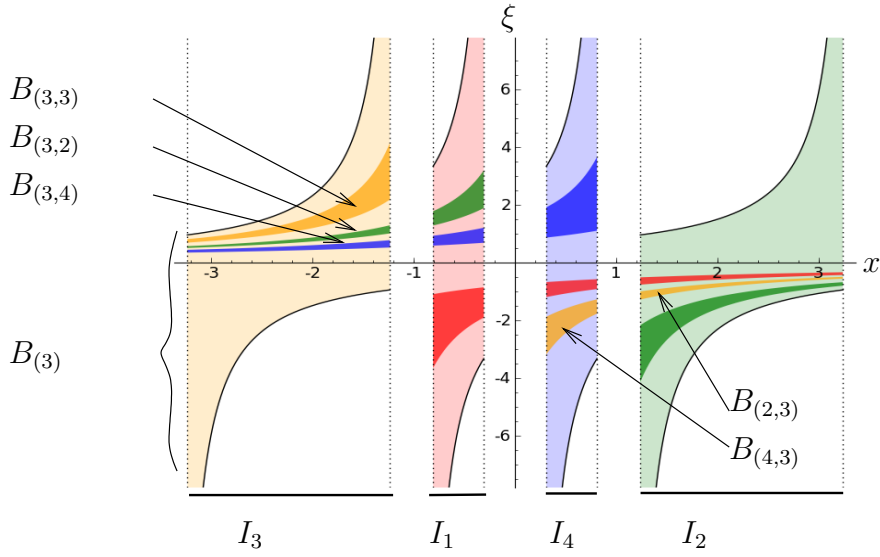 ξ
B(3,3)
6
B(3,2)
4
B(3,4)
2
-3 -2 -1 1 2 3 x
-2
B(3)
-4
B(2,3)
-6
B(4,3)
I3 I1 I4 I2